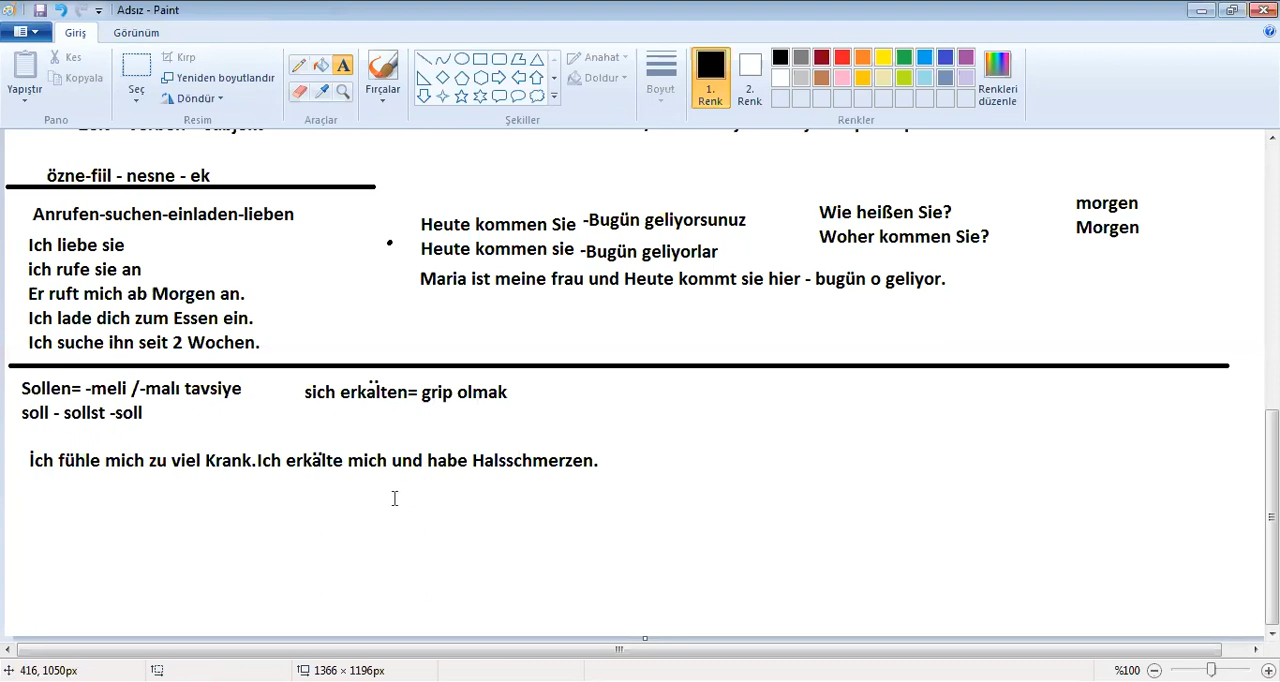 Adsız - Paint
Giriş
Görünüm
Yapıştır
Kes
Kopyala
Pano
Seç
Kırp
Yeniden boyutlandır
Döndür
Resim
A
Araçlar
Fırçalar
Şekiller
Anahat
Doldur
Boyut
1. Renk
2. Renk
Renkleri düzenle
Renkler
özne-fiil - nesne - ek
Anrufen-suchen-einladen-lieben
Ich liebe sie
ich rufe sie an
Er ruft mich ab Morgen an.
Ich lade dich zum Essen ein.
Ich suche ihn seit 2 Wochen.
Heute kommen Sie -Bugün geliyorsunuz
Heute kommen sie -Bugün geliyorlar
Maria ist meine frau und Heute kommt sie hier - bugün o geliyor.
Wie heißen Sie?
Woher kommen Sie?
morgen
Morgen
Sollen= -meli /-malı tavsiye
soll - sollst -soll
sich erkälten= grip olmak
İch fühle mich zu viel Krank.Ich erkälte mich und habe Halsschmerzen.
416, 1050px
1366 × 1196px
%100